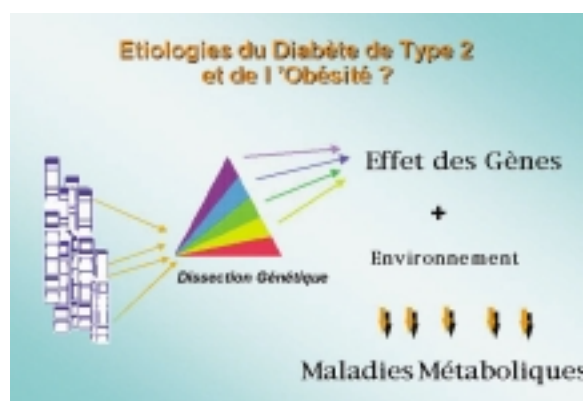 Etiologies du Diabète de Type 2
et de l 'Obésité ?
Effet des Gènes
+
Environnement
Dissection Génétique
Maladies Métaboliques